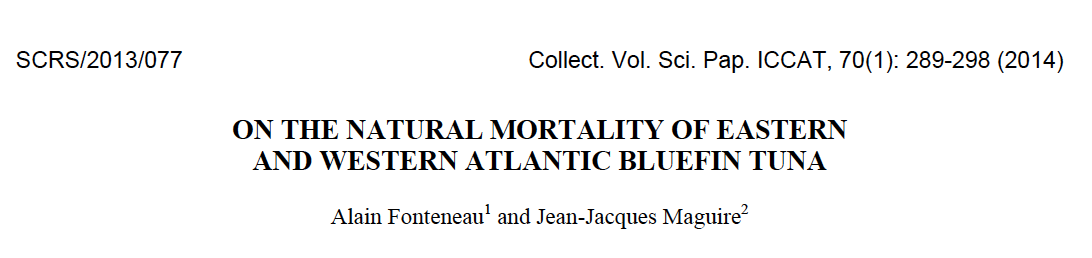 SCRS/2013/077 Collect. Vol. Sci. Pap. ICCAT, 70(1): 289-298 (2014)
ON THE NATURAL MORTALITY OF EASTERN
AND WESTERN ATLANTIC BLUEFIN TUNA
Alain Fonteneau¹ and Jean-Jacques Maguire²